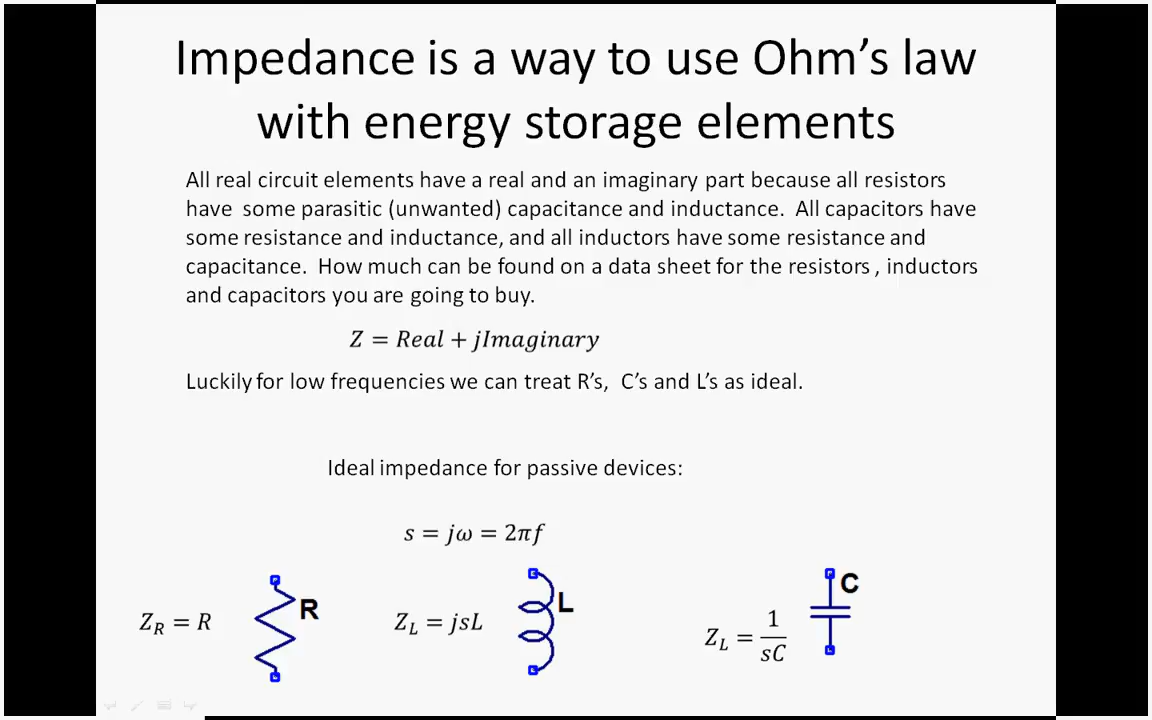 Impedance is a way to use Ohm’s law
with energy storage elements
All real circuit elements have a real and an imaginary part because all resistors
have some parasitic (unwanted) capacitance and inductance. All capacitors have
some resistance and inductance, and all inductors have some resistance and
capacitance. How much can be found on a data sheet for the resistors , inductors
and capacitors you are going to buy.
Z = Real + jImaginary
Luckily for low frequencies we can treat R’s, C’s and L’s as ideal.
Ideal impedance for passive devices:
s = jω = 2πf
Z_R = R
R
Z_L = jsL
L
Z_L = 1/sC
C